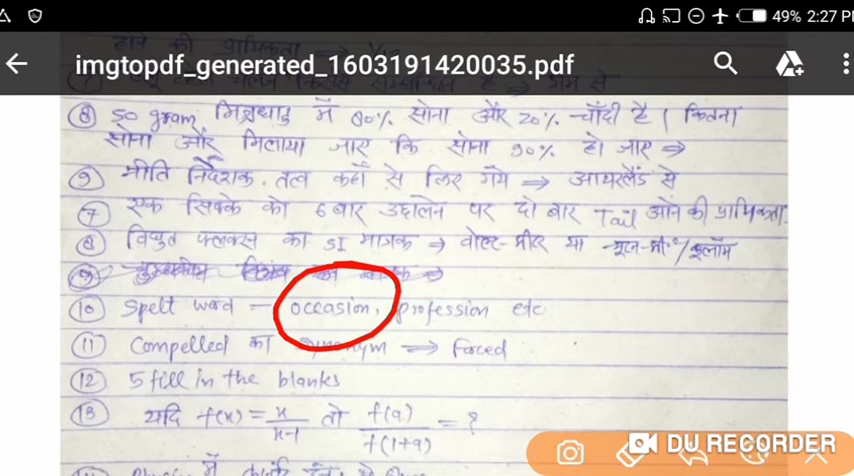 49% 2:27 PM
होने की प्रायिकता
imgtopdf_generated_1603191420035.pdf
⑧ 50 gram मिश्रधातु में 80% सोना और 20% चाँदी है। कितना
सोना और मिलाया जाए कि सोना 90% हो जाए ⇒
⑨ नीति निर्देशक तत्व कहाँ से लिए गये ⇒ आयरलैंड से
⑦ एक सिक्के को 6 बार उछालने पर दो बार Tail आने की प्रायिकता
⑧ विद्युत फ्लक्स का SI मात्रक → वोल्ट-मीटर या न्यूटन-मी²/कूलॉम
⑩ Spelt word – occasion, profession etc
⑪ Compelled का synonym ⇒ forced
⑫ 5 fill in the blanks
⑬ यदि f(x) = x/x-1 तो f(a)/f(1+a) = ?
DU RECORDER